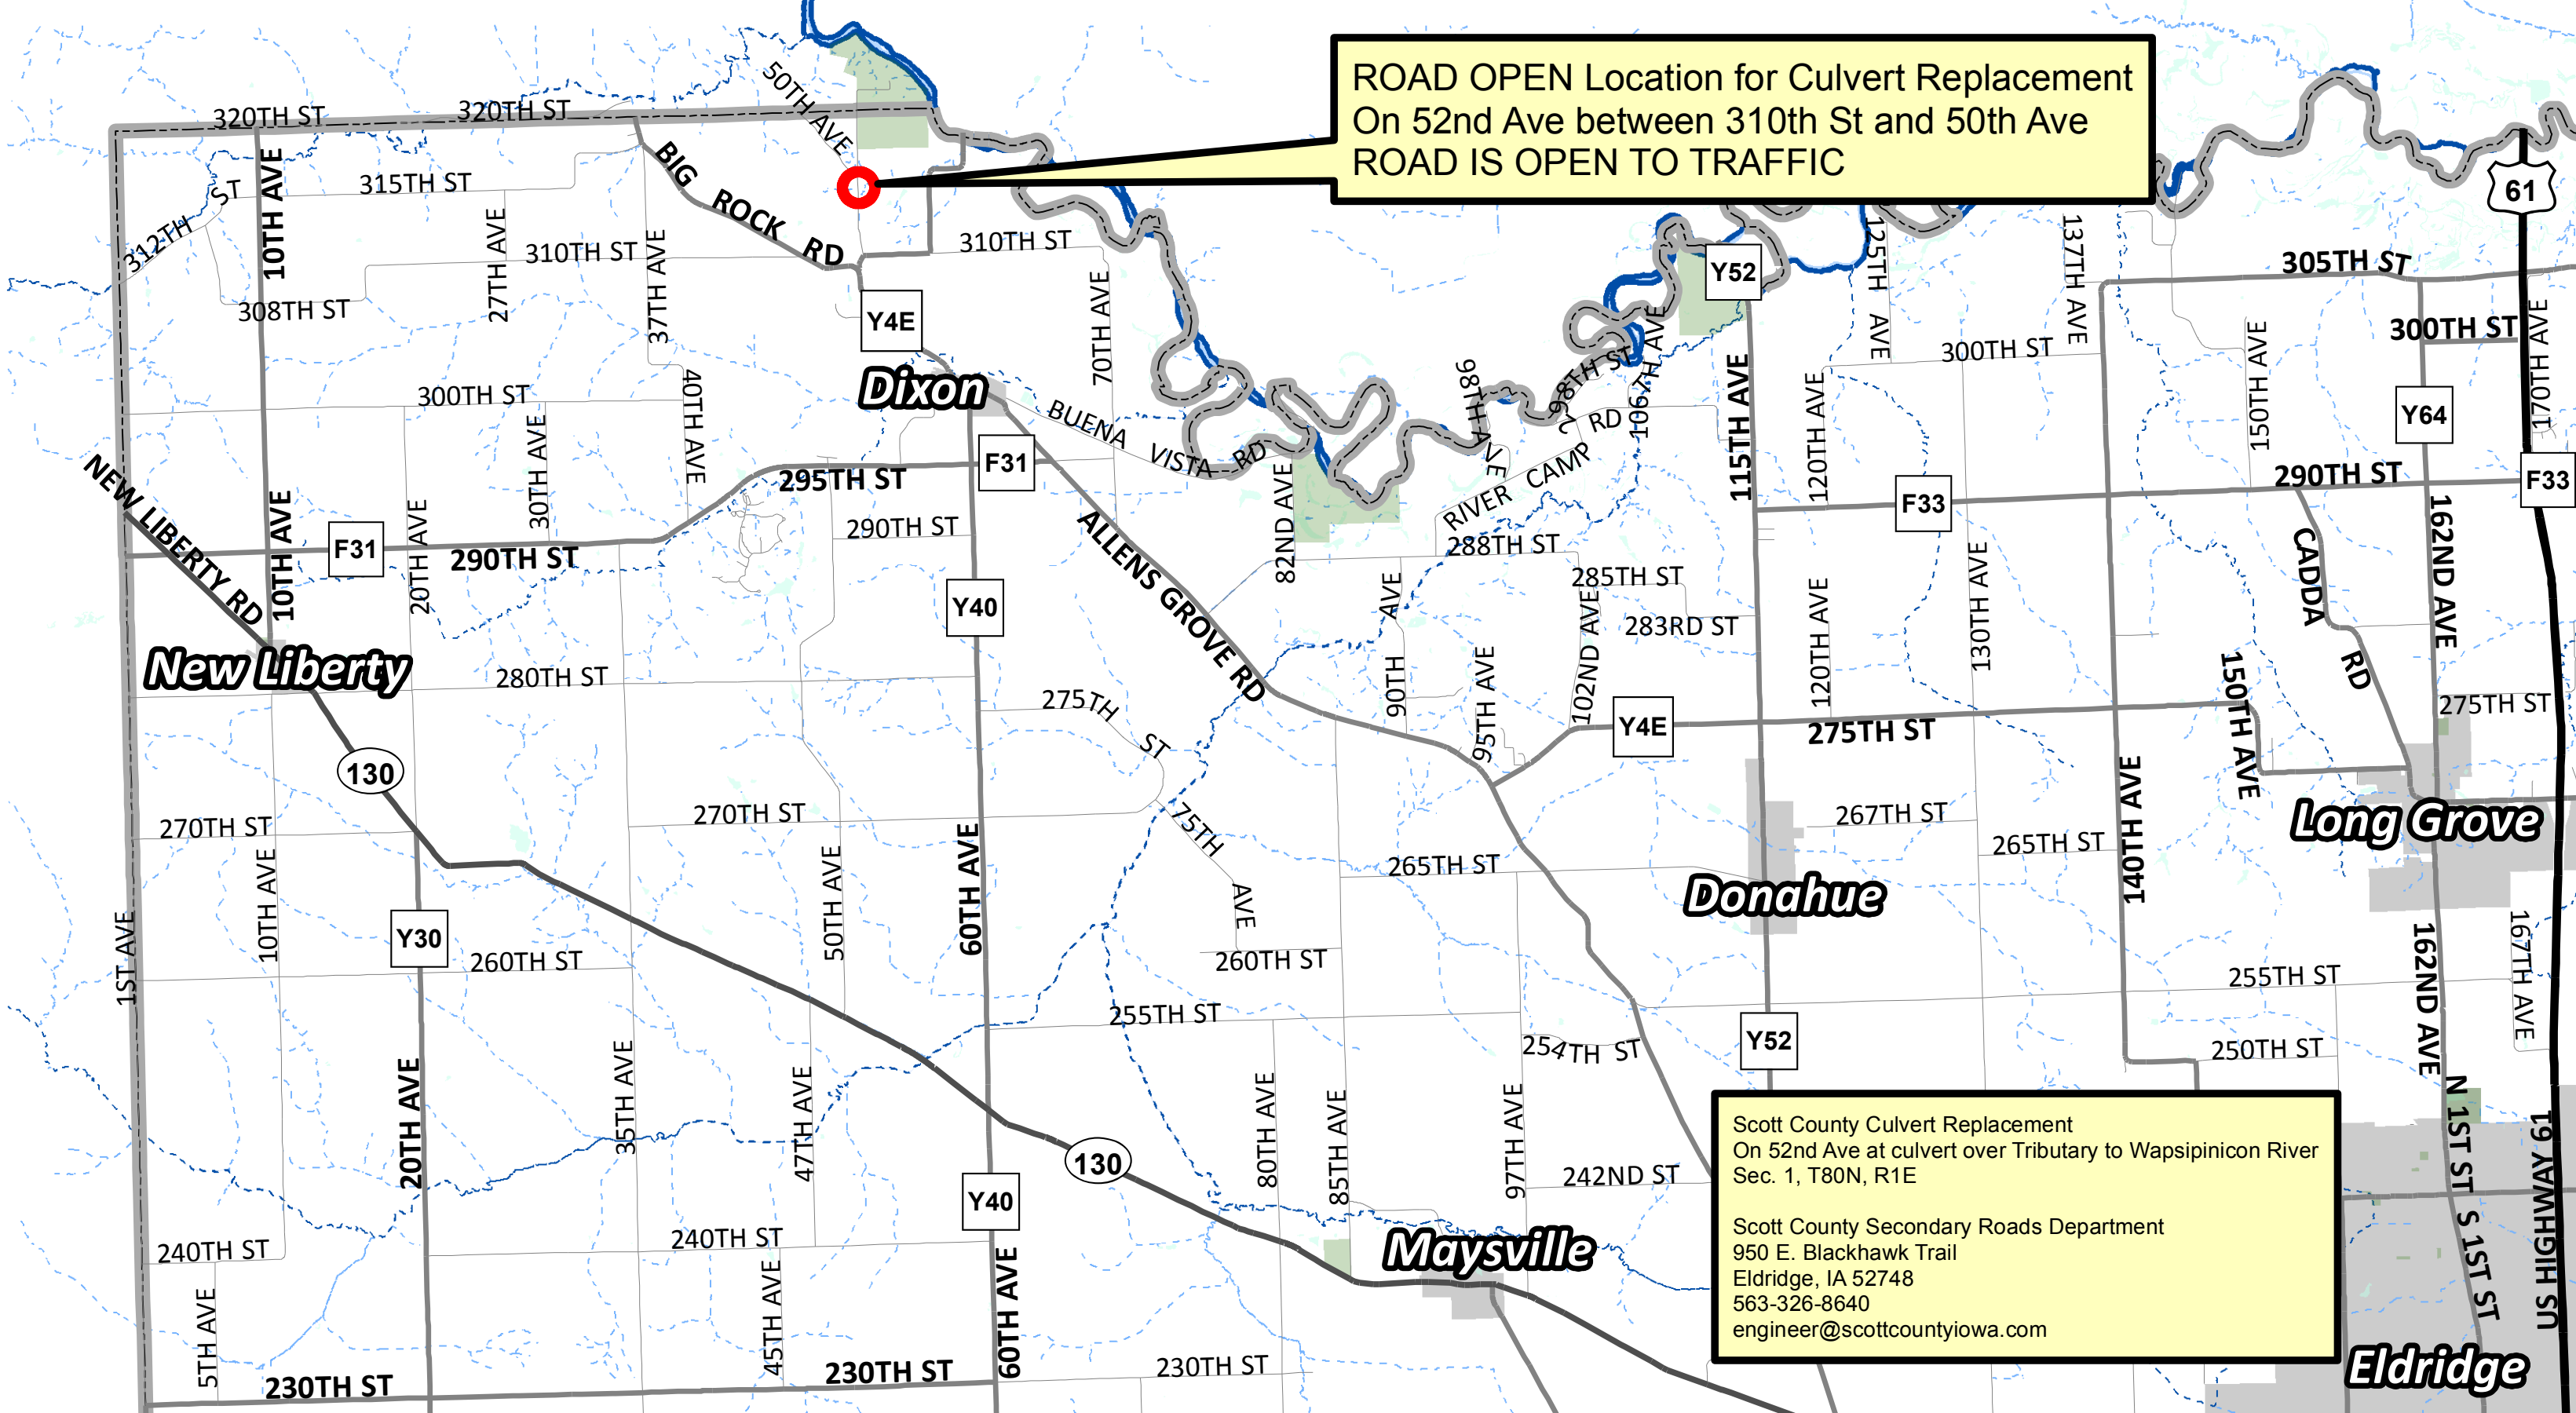 ROAD OPEN Location for Culvert Replacement
On 52nd Ave between 310th St and 50th Ave
ROAD IS OPEN TO TRAFFIC
50TH AVE
320TH ST
320TH ST
61
10TH AVE
BIG ROCK RD
315TH ST
312TH ST
27TH AVE
310TH ST
37TH AVE
310TH ST
125TH AVE
137TH AVE
305TH ST
Y52
70TH AVE
308TH ST
Y4E
106TH AVE
300TH ST
170TH AVE
300TH ST
150TH AVE
298TH ST
98TH AVE
115TH AVE
120TH AVE
Dixon
300TH ST
40TH AVE
BUENA VISTA RD
Y64
30TH AVE
RIVER CAMP RD
F31
295TH ST
82ND AVE
290TH ST
F33
F33
NEW LIBERTY RD
10TH AVE
20TH AVE
290TH ST
ALLENS GROVE RD
162ND AVE
F31
290TH ST
288TH ST
CADDA RD
130TH AVE
285TH ST
90TH AVE
102ND AVE
120TH AVE
Y40
283RD ST
New Liberty
280TH ST
275TH ST
95TH AVE
150TH AVE
275TH ST
Y4E
275TH ST
130
140TH AVE
270TH ST
270TH ST
75TH AVE
267TH ST
Long Grove
265TH ST
265TH ST
10TH AVE
50TH AVE
60TH AVE
Donahue
1ST AVE
Y30
260TH ST
260TH ST
162ND AVE
167TH AVE
255TH ST
255TH ST
254TH ST
Y52
250TH ST
20TH AVE
35TH AVE
47TH AVE
80TH AVE
85TH AVE
97TH AVE
130
242ND ST
Y40
N 1ST ST
S 1ST ST
US HIGHWAY 61
240TH ST
240TH ST
Maysville
5TH AVE
45TH AVE
60TH AVE
230TH ST
230TH ST
230TH ST
Eldridge
Scott County Culvert Replacement
On 52nd Ave at culvert over Tributary to Wapsipinicon River
Sec. 1, T80N, R1E
Scott County Secondary Roads Department
950 E. Blackhawk Trail
Eldridge, IA 52748
563-326-8640
engineer@scottcountyiowa.com